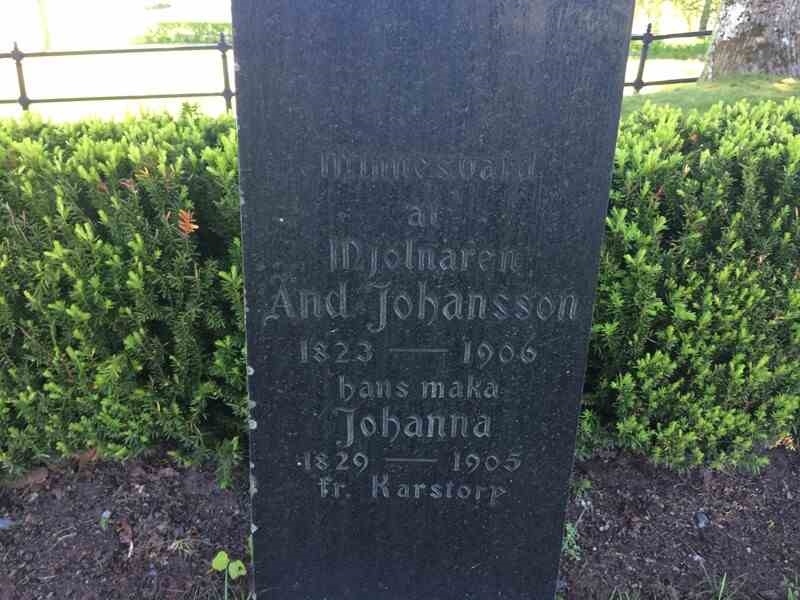 Minnesvård
af
Mjölnaren
And Johansson
1823 — 1906
hans maka
Johanna
1829 — 1905
fr. Karstorp